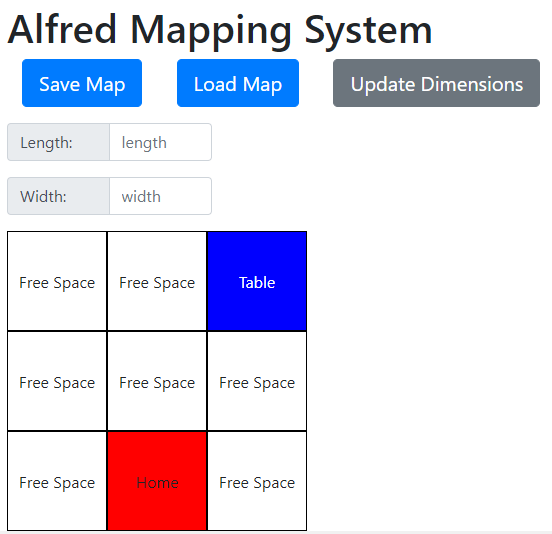 Alfred Mapping System
Save Map Load Map Update Dimensions
Length: length
Width: width
Free Space Free Space Table
Free Space Free Space Free Space
Free Space Home Free Space